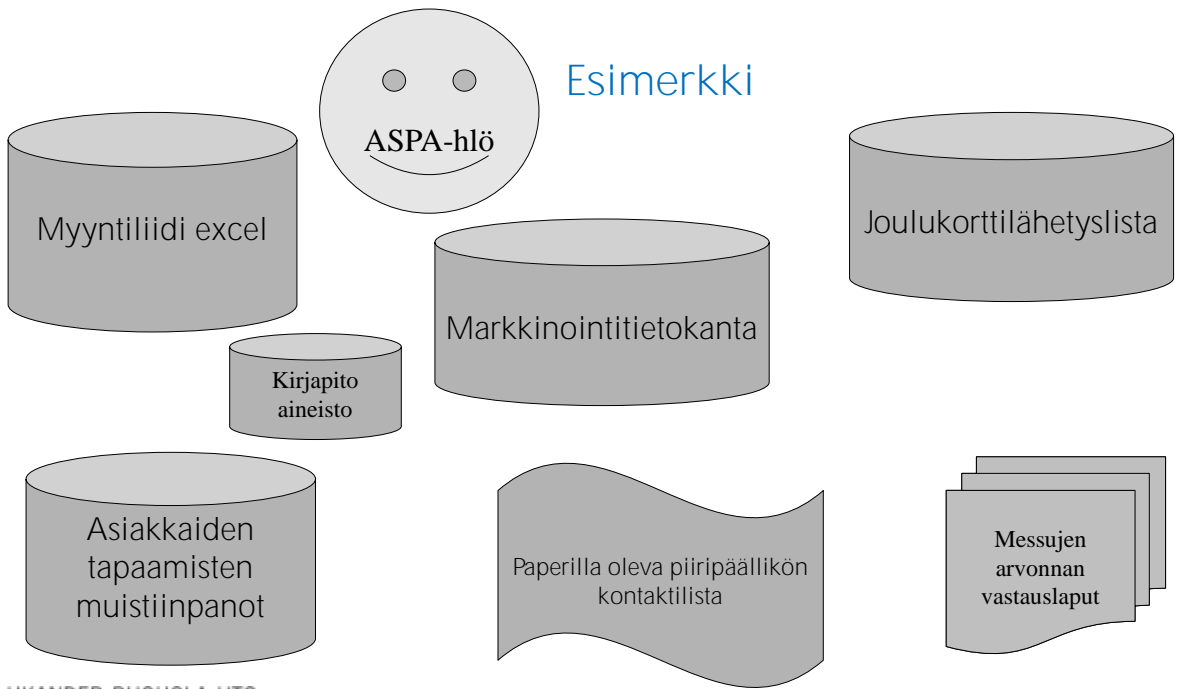 Esimerkki
ASPA-hlö
Myyntiliidi excel
Joulukorttilähetyslista
Markkinointitietokanta
Kirjapito
aineisto
Asiakkaiden
tapaamisten
muistiinpanot
Paperilla oleva piiripäällikön
kontaktilista
Messujen
arvonnan
vastauslaput